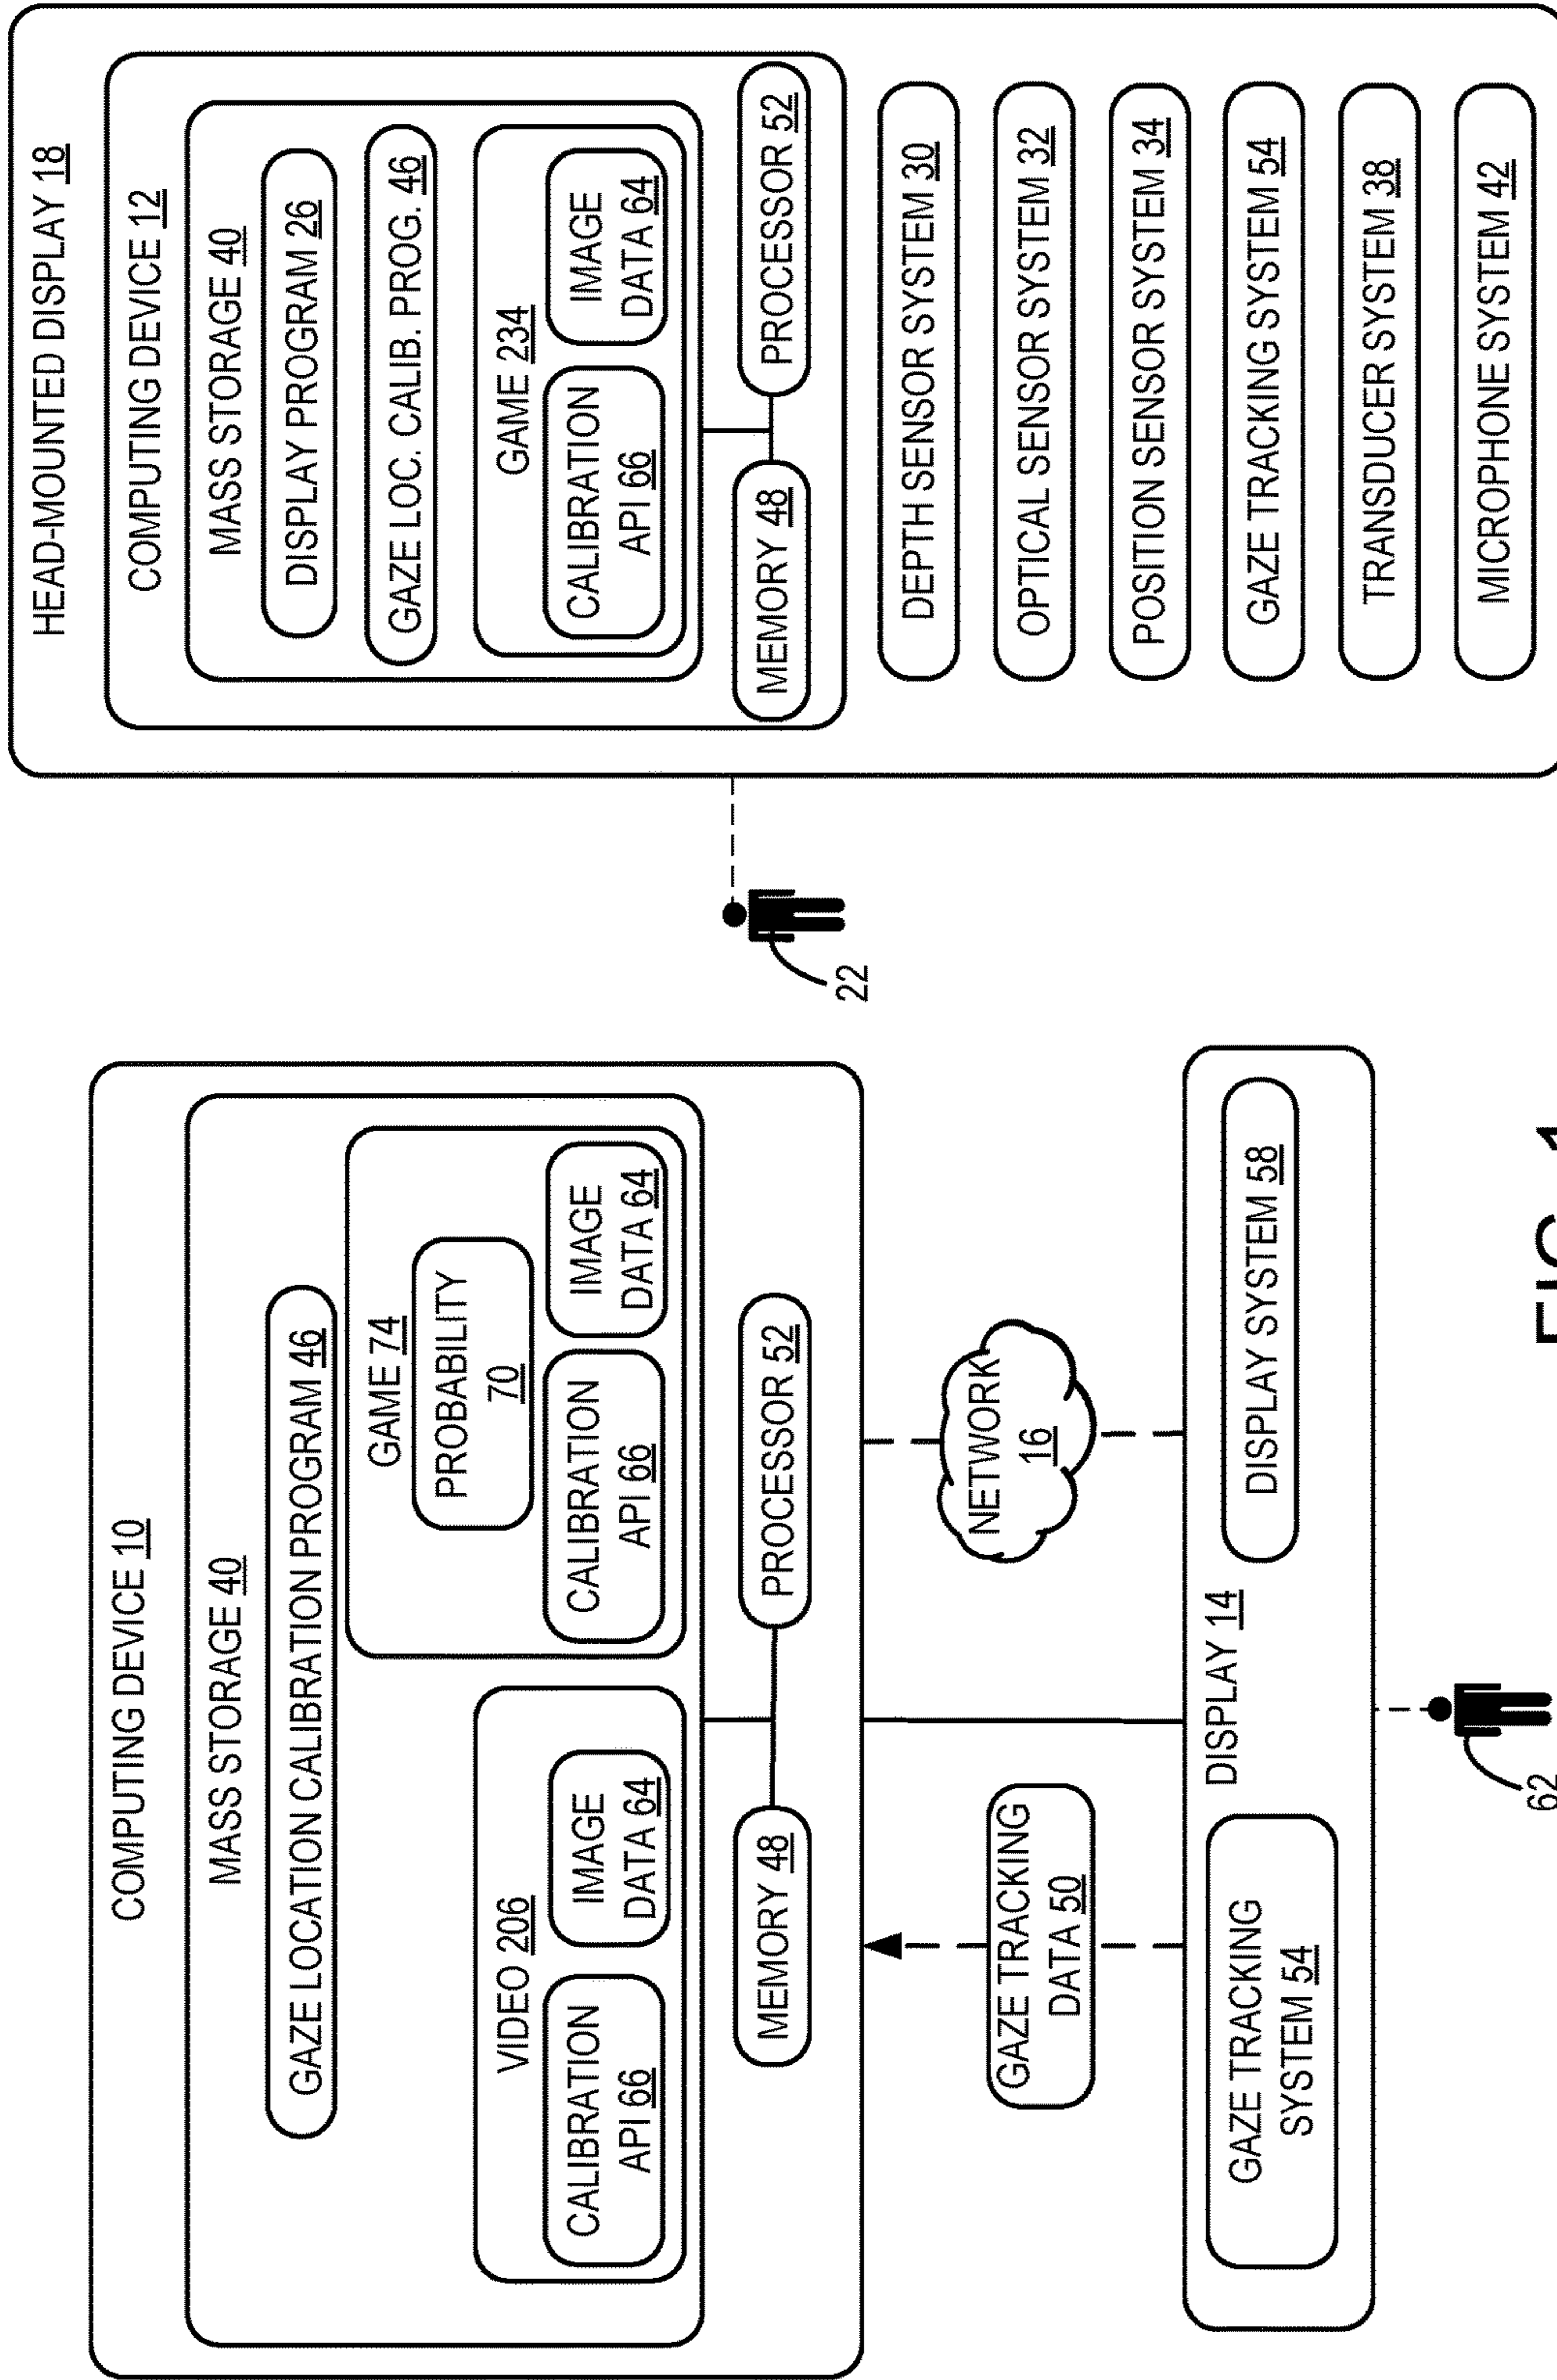 COMPUTING DEVICE 10
MASS STORAGE 40
GAZE LOCATION CALIBRATION PROGRAM 46
VIDEO 206
CALIBRATION
API 66
IMAGE
DATA 64
GAME 74
PROBABILITY
70
CALIBRATION
API 66
IMAGE
DATA 64
MEMORY 48
PROCESSOR 52
GAZE TRACKING
DATA 50
NETWORK
16
DISPLAY 14
GAZE TRACKING
SYSTEM 54
DISPLAY SYSTEM 58
62
HEAD-MOUNTED DISPLAY 18
COMPUTING DEVICE 12
MASS STORAGE 40
DISPLAY PROGRAM 26
GAZE LOC. CALIB. PROG. 46
GAME 234
CALIBRATION
API 66
IMAGE
DATA 64
MEMORY 48
PROCESSOR 52
DEPTH SENSOR SYSTEM 30
OPTICAL SENSOR SYSTEM 32
POSITION SENSOR SYSTEM 34
GAZE TRACKING SYSTEM 54
TRANSDUCER SYSTEM 38
MICROPHONE SYSTEM 42
22